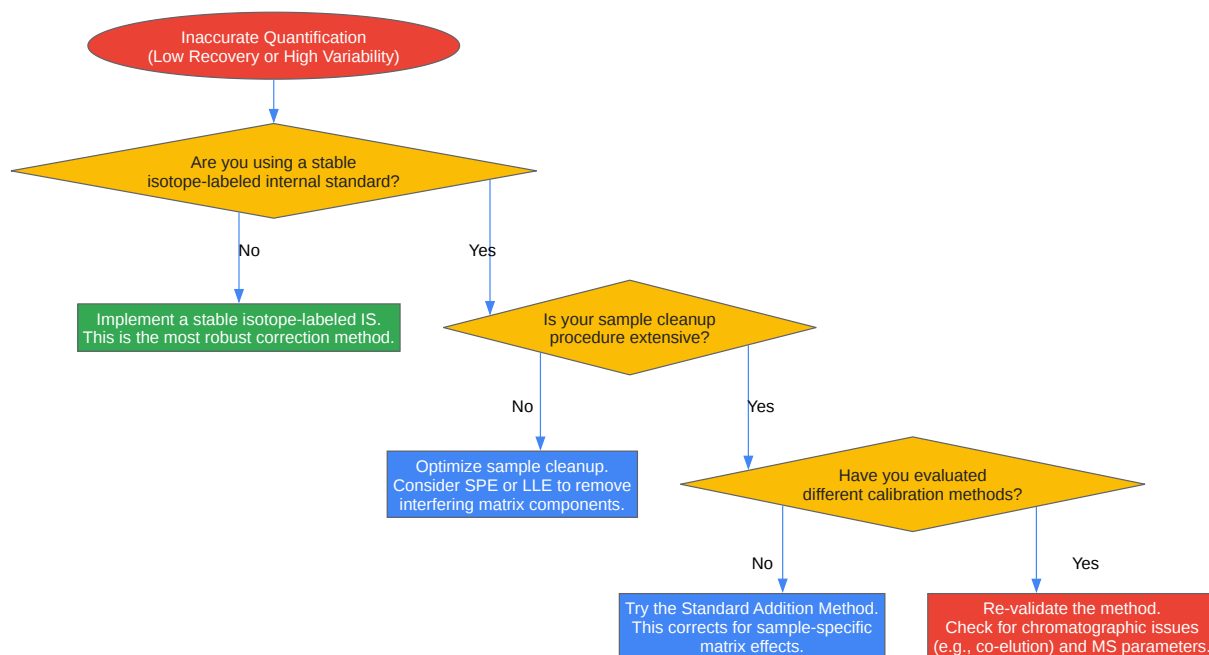 Inaccurate Quantification
(Low Recovery or High Variability)
Are you using a stable
isotope-labeled internal standard?
No
Yes
Implement a stable isotope-labeled IS.
This is the most robust correction method.
Is your sample cleanup
procedure extensive?
No
Yes
Optimize sample cleanup.
Consider SPE or LLE to remove
interfering matrix components.
Have you evaluated
different calibration methods?
No
Yes
Try the Standard Addition Method.
This corrects for sample-specific
matrix effects.
Re-validate the method.
Check for chromatographic issues
(e.g., co-elution) and MS parameters.